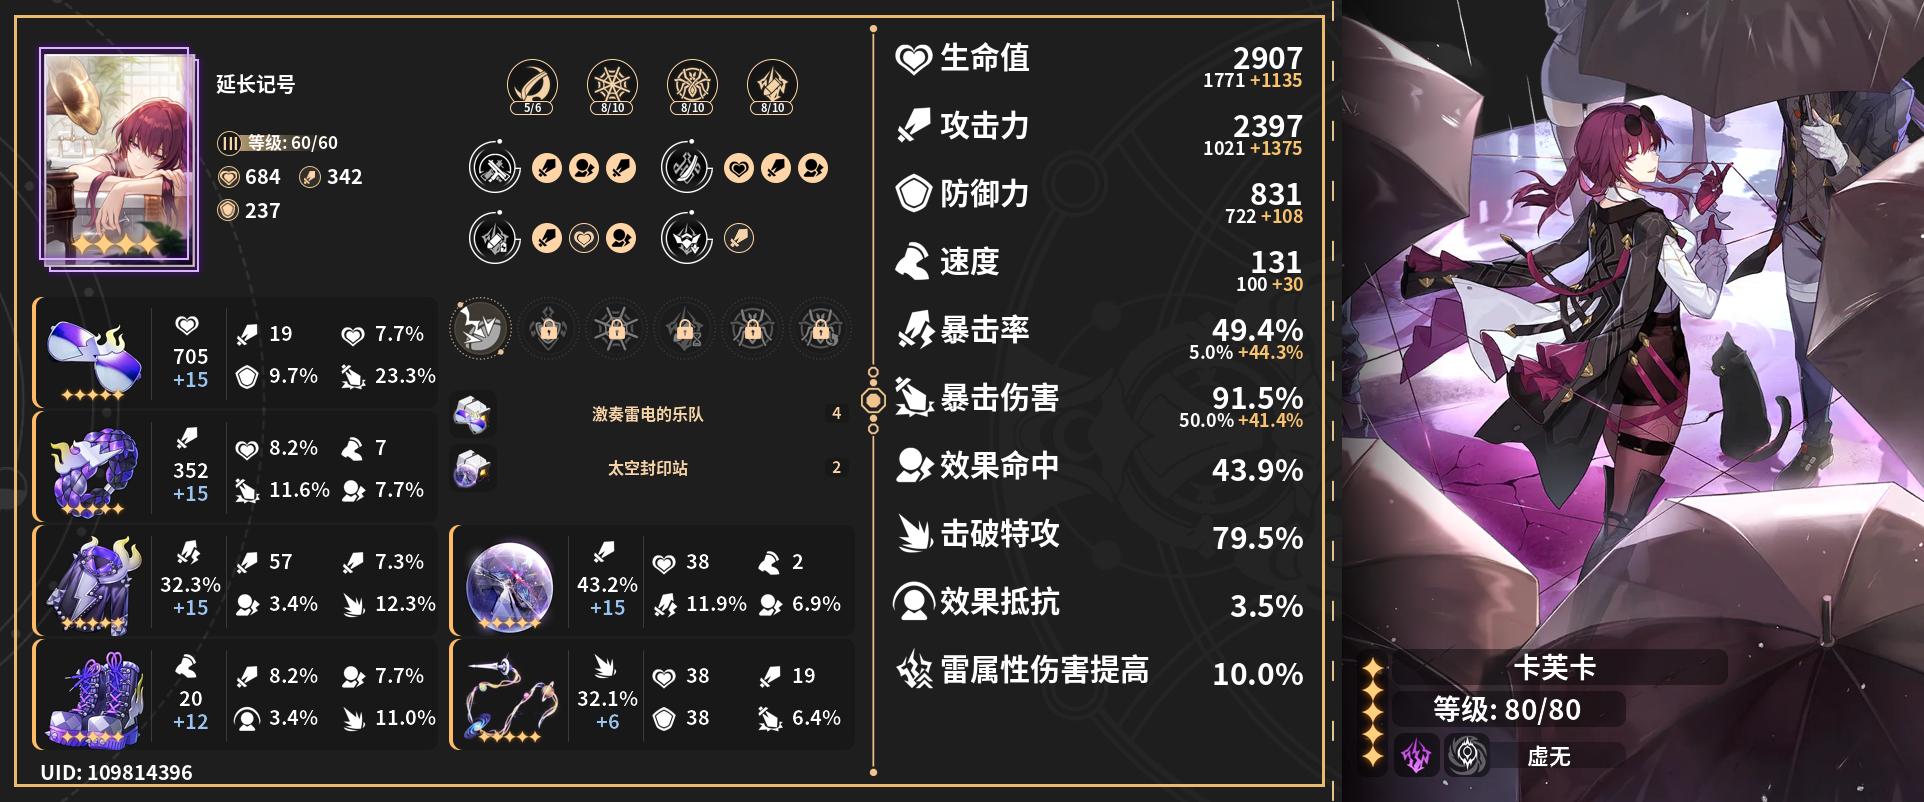 延长记号
等级: 60/60
684
342
237
5/6
8/10
8/10
8/10
705
+15
19
7.7%
9.7%
23.3%
352
+15
8.2%
7
11.6%
7.7%
32.3%
+15
57
7.3%
3.4%
12.3%
20
+12
8.2%
7.7%
3.4%
11.0%
激奏雷电的乐队
4
太空封印站
2
43.2%
+15
38
2
11.9%
6.9%
32.1%
+6
38
19
38
6.4%
UID: 109814396
生命值 2907
1771 +1135
攻击力 2397
1021 +1375
防御力 831
722 +108
速度 131
100 +30
暴击率 49.4%
5.0% +44.3%
暴击伤害 91.5%
50.0% +41.4%
效果命中 43.9%
击破特攻 79.5%
效果抵抗 3.5%
雷属性伤害提高 10.0%
卡芙卡
等级: 80/80
虚无